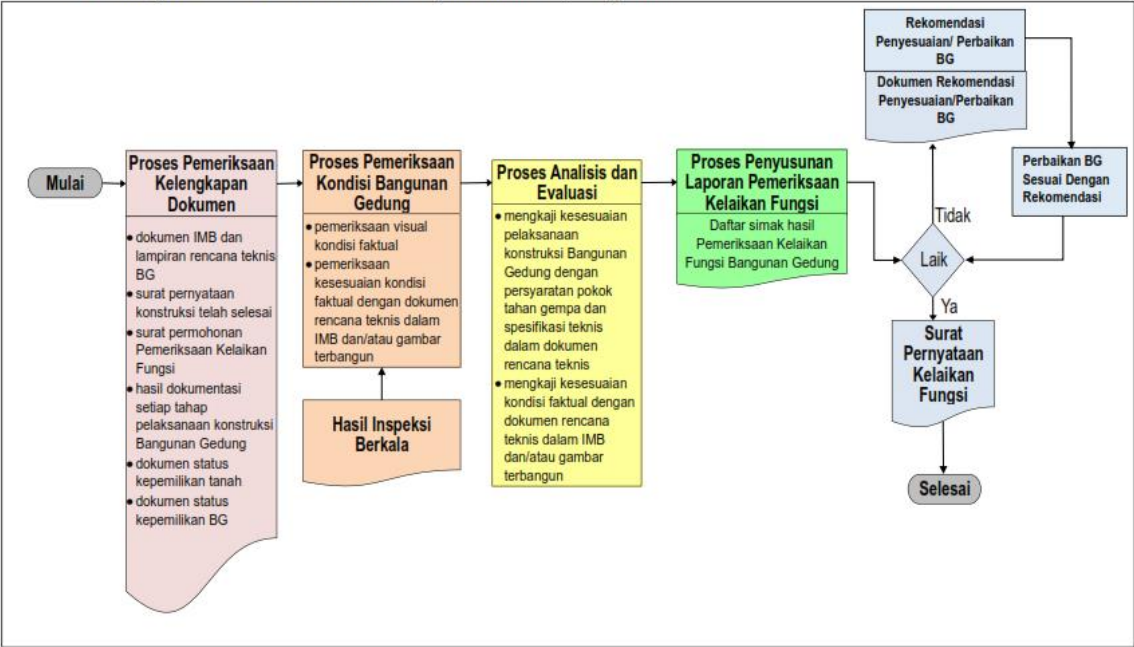 Mulai
Proses Pemeriksaan
Kelengkapan
Dokumen
• dokumen IMB dan
lampiran rencana teknis
BG
• surat pernyataan
konstruksi telah selesai
• surat permohonan
Pemeriksaan Kelaikan
Fungsi
• hasil dokumentasi
setiap tahap
pelaksanaan konstruksi
Bangunan Gedung
• dokumen status
kepemilikan tanah
• dokumen status
kepemilikan BG
Proses Pemeriksaan
Kondisi Bangunan
Gedung
• pemeriksaan visual
kondisi faktual
• pemeriksaan
kesesuaian kondisi
faktual dengan dokumen
rencana teknis dalam
IMB dan/atau gambar
terbangun
Hasil Inspeksi
Berkala
Proses Analisis dan
Evaluasi
• mengkaji kesesuaian
pelaksanaan
konstruksi Bangunan
Gedung dengan
persyaratan pokok
tahan gempa dan
spesifikasi teknis
dalam dokumen
rencana teknis
• mengkaji kesesuaian
kondisi faktual dengan
dokumen rencana
teknis dalam IMB
dan/atau gambar
terbangun
Proses Penyusunan
Laporan Pemeriksaan
Kelaikan Fungsi
Daftar simak hasil
Pemeriksaan Kelaikan
Fungsi Bangunan Gedung
Rekomendasi
Penyesuaian/ Perbaikan
BG
Dokumen Rekomendasi
Penyesuaian/Perbaikan
BG
Perbaikan BG
Sesuai Dengan
Rekomendasi
Tidak
Laik
Ya
Surat
Pernyataan
Kelaikan
Fungsi
Selesai